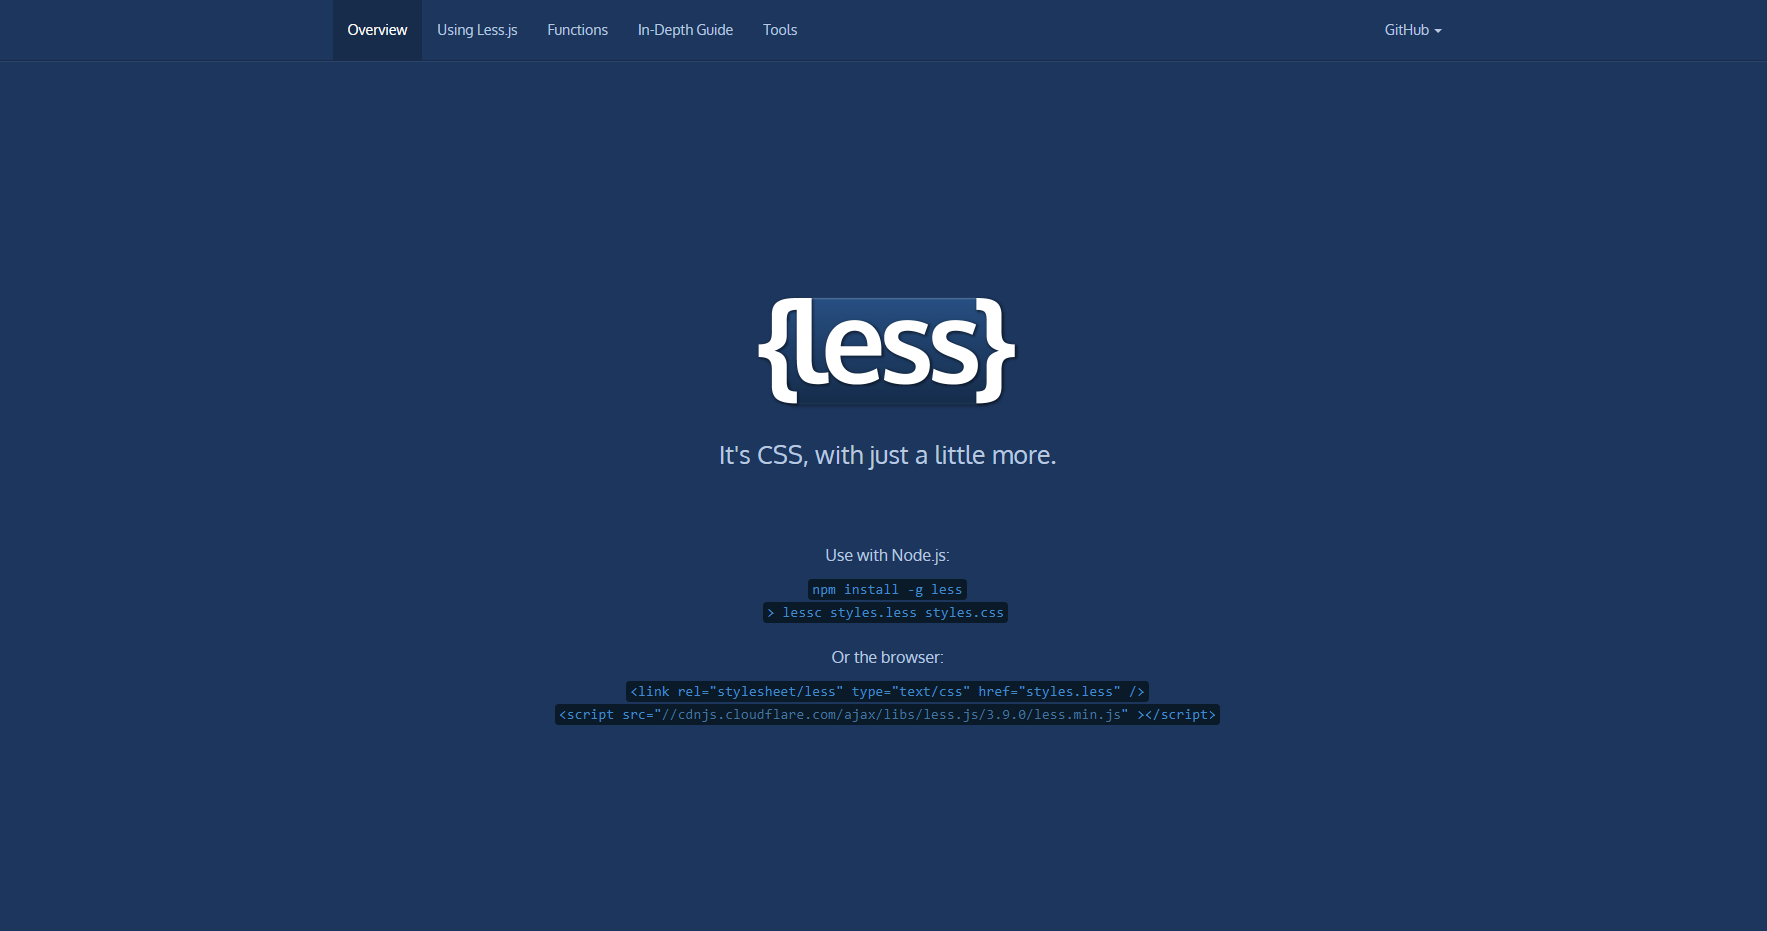 Overview Using Less.js Functions In-Depth Guide Tools GitHub
{less}
It's CSS, with just a little more.
Use with Node.js:
npm install -g less
> lessc styles.less styles.css
Or the browser:
<link rel="stylesheet/less" type="text/css" href="styles.less" />
<script src="//cdnjs.cloudflare.com/ajax/libs/less.js/3.9.0/less.min.js" ></script>